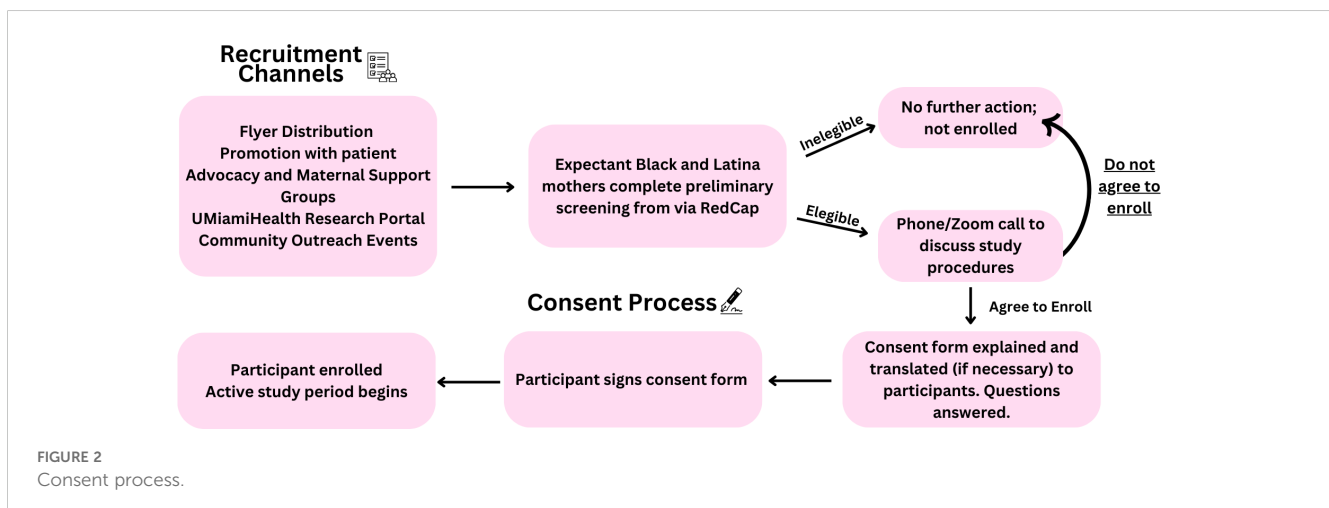 Recruitment
Channels
Flyer Distribution
Promotion with patient
Advocacy and Maternal Support
Groups
UMiamiHealth Research Portal
Community Outreach Events
Expectant Black and Latina
mothers complete preliminary
screening from via RedCap
Inelegible
No further action;
not enrolled
Do not
agree to
enroll
Elegible
Phone/Zoom call to
discuss study
procedures
Agree to Enroll
Consent Process
Consent form explained and
translated (if necessary) to
participants. Questions
answered.
Participant signs consent form
Participant enrolled
Active study period begins
FIGURE 2
Consent process.